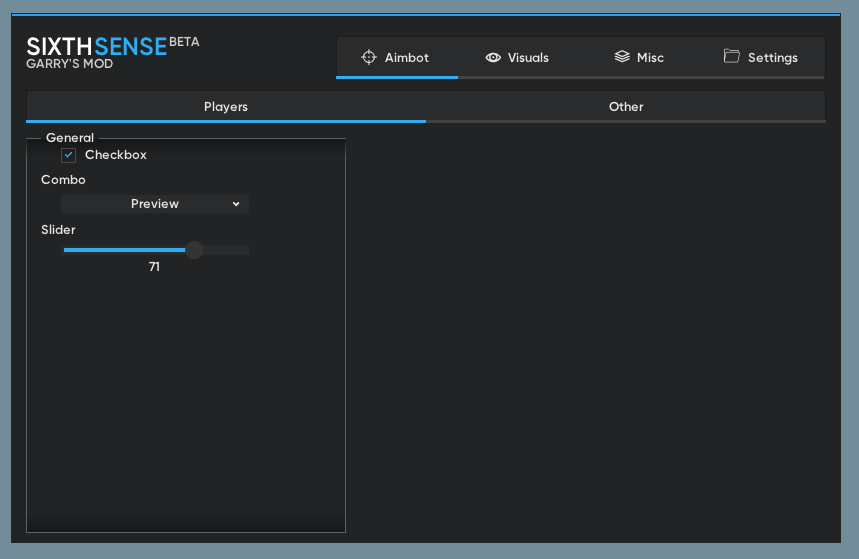 SIXTHSENSE BETA
GARRY'S MOD
Aimbot Visuals Misc Settings
Players Other
General
Checkbox
Combo
Preview
Slider
71